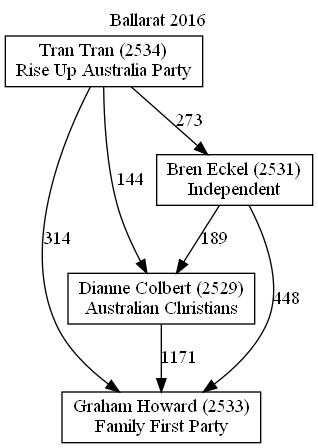 Ballarat 2016
Tran Tran (2534)
Rise Up Australia Party
273
Bren Eckel (2531)
Independent
144
314
189
Dianne Colbert (2529)
Australian Christians
448
1171
Graham Howard (2533)
Family First Party